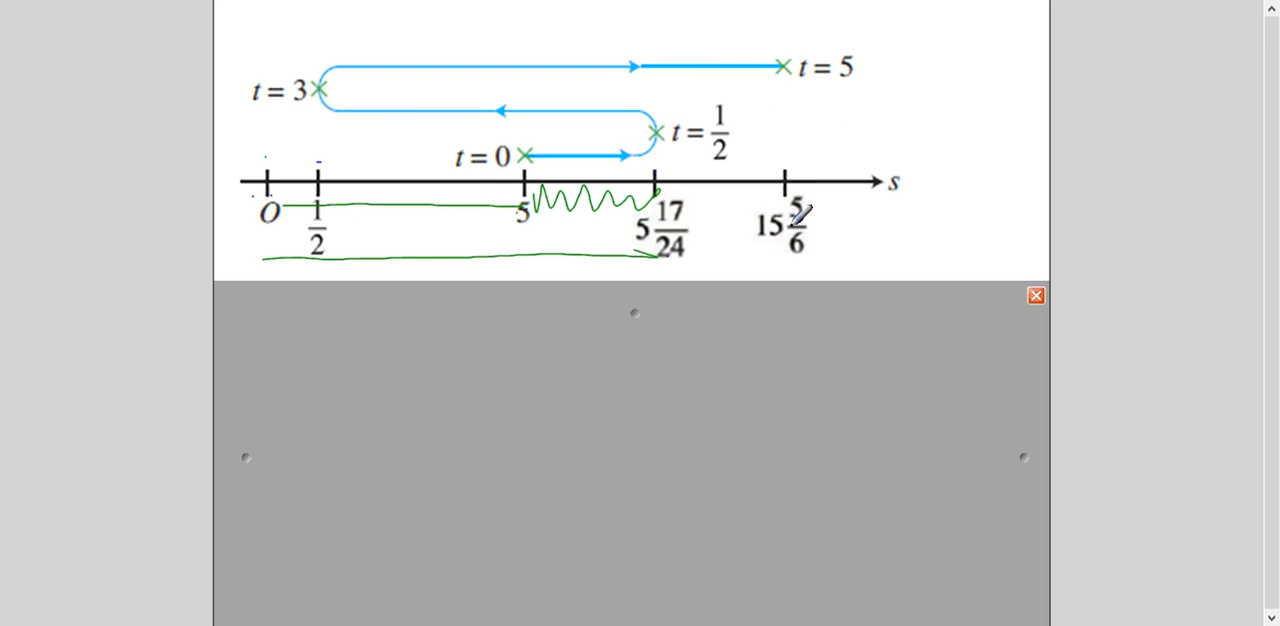 t = 3
t = 5
t = 1/2
t = 0
s
O
1/2
5
5 17/24
15 5/6